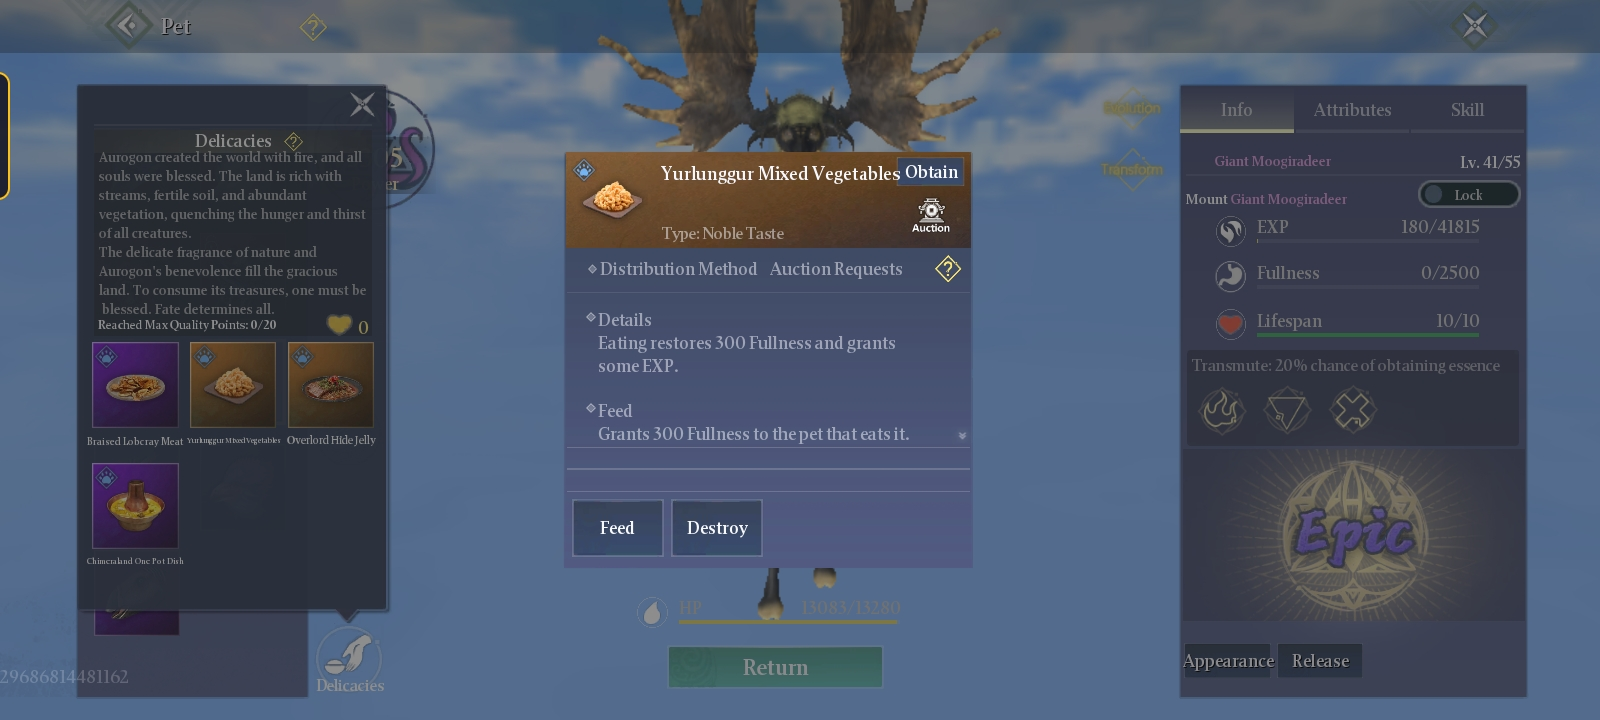 Pet
?
Delicacies ?
Aurogon created the world with fire, and all
souls were blessed. The land is rich with
streams, fertile soil, and abundant
vegetation, quenching the hunger and thirst
of all creatures.
The delicate fragrance of nature and
Aurogon's benevolence fill the gracious
land. To consume its treasures, one must be
blessed. Fate determines all.
Reached Max Quality Points: 0/20
0
Braised Lobcray Meat
Yurlunggur Mixed Vegetables
Overlord Hide Jelly
Chimeraland One Pot Dish
Delicacies
29686814481162
Yurlunggur Mixed Vegetables
Obtain
Type: Noble Taste
Auction
Distribution Method Auction Requests ?
Details
Eating restores 300 Fullness and grants
some EXP.
Feed
Grants 300 Fullness to the pet that eats it.
Feed
Destroy
HP 13083/13280
Return
Evolution
Transform
Info
Attributes
Skill
Giant Moogiradeer
Lv. 41/55
Mount Giant Moogiradeer
Lock
EXP 180/41815
Fullness 0/2500
Lifespan 10/10
Transmute: 20% chance of obtaining essence
Epic
Appearance
Release